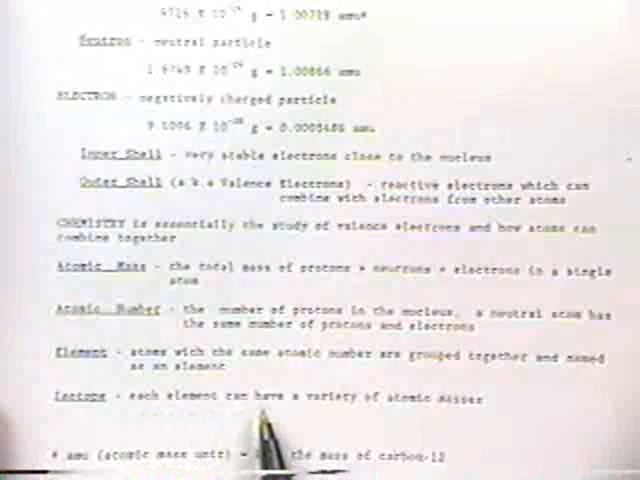 g = 1.00728 amu*
Neutron - neutral particle
1.6749 X 10⁻²⁴ g = 1.00866 amu
ELECTRON - negatively charged particle
9.1096 X 10⁻²⁸ g = 0.0005486 amu
Inner Shell - very stable electrons close to the nucleus
Outer Shell (a.k.a Valence Electrons) - reactive electrons which can
combine with electrons from other atoms
CHEMISTRY is essentially the study of valence electrons and how atoms can
combine together
Atomic Mass - the total mass of protons + neutrons + electrons in a single
atom
Atomic Number - the number of protons in the nucleus, a neutral atom has
the same number of protons and electrons
Element - atoms with the same atomic number are grouped together and named
as an element
Isotope - each element can have a variety of atomic masses
* amu (atomic mass unit) = the mass of carbon-12